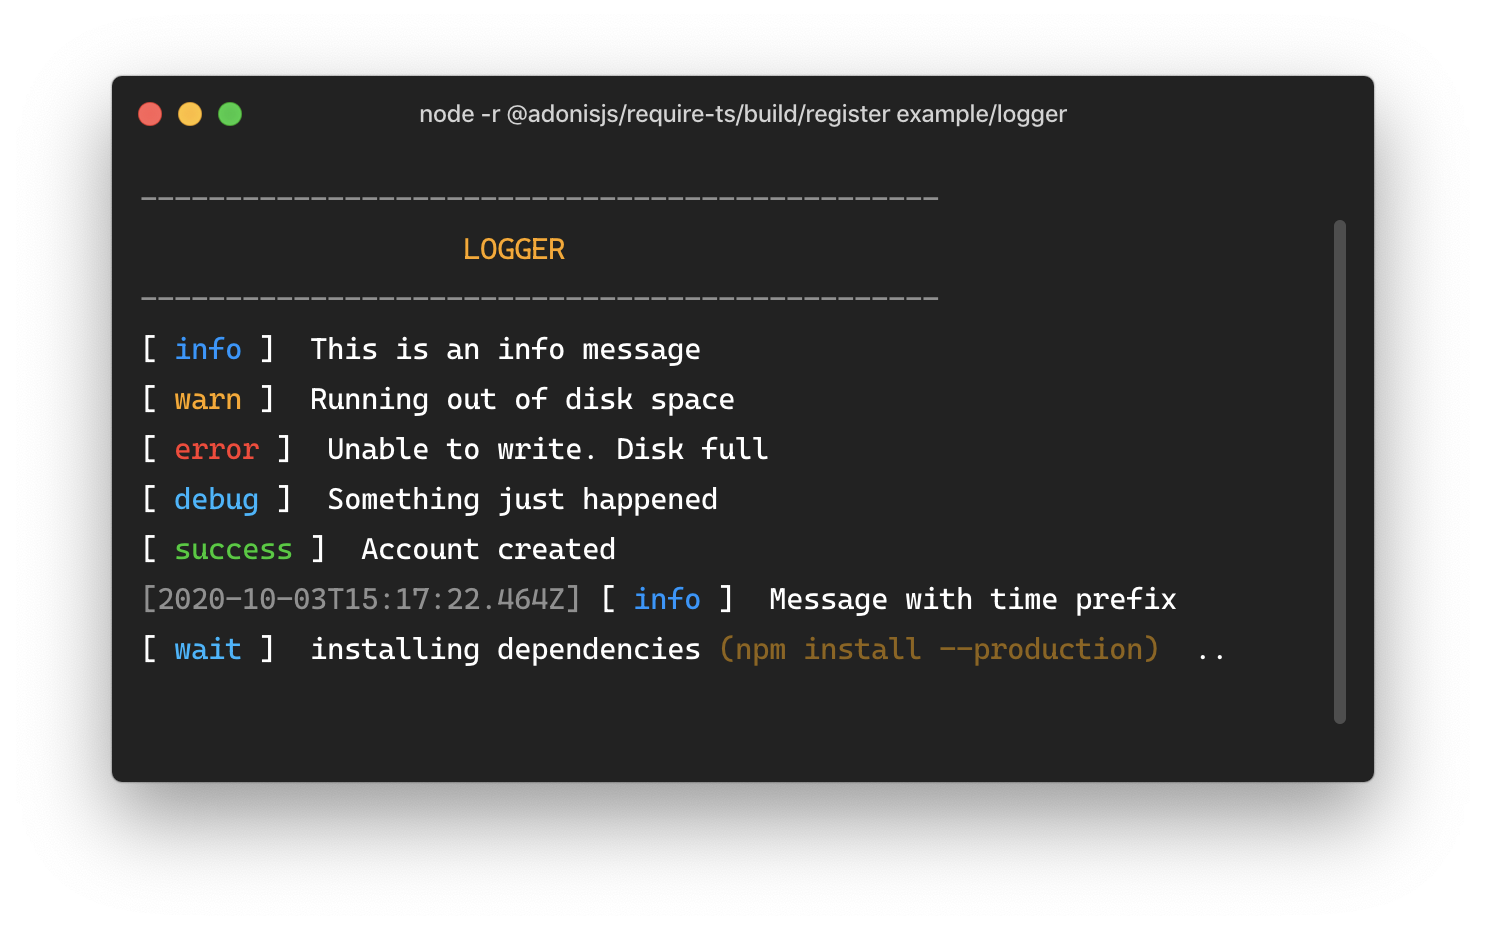 node -r @adonisjs/require-ts/build/register example/logger
-----------------------------------------------
LOGGER
-----------------------------------------------
[ info ]  This is an info message
[ warn ]  Running out of disk space
[ error ]  Unable to write. Disk full
[ debug ]  Something just happened
[ success ]  Account created
[2020-10-03T15:17:22.464Z] [ info ]  Message with time prefix
[ wait ]  installing dependencies (npm install --production)  ..